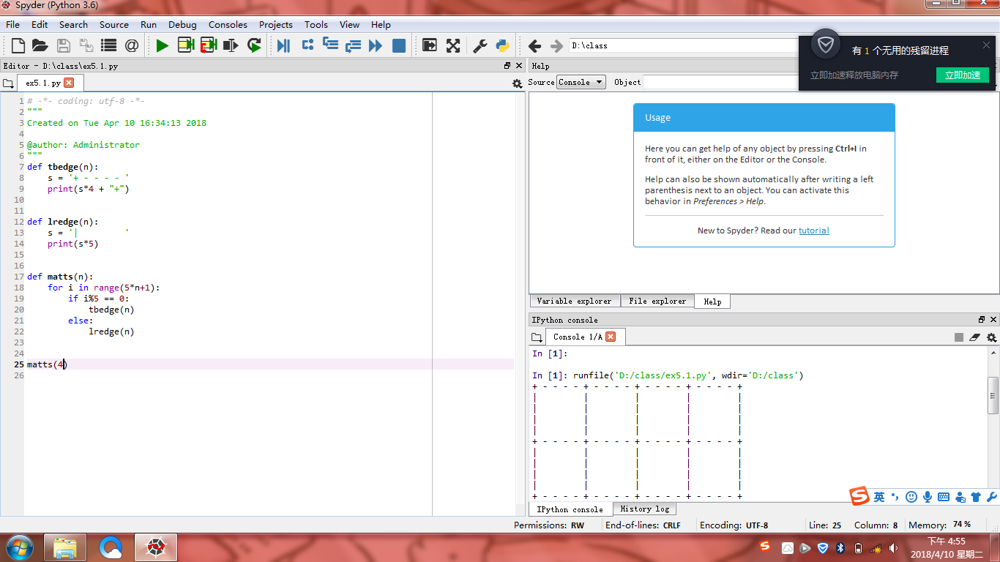 Spyder (Python 3.6)
File Edit Search Source Run Debug Consoles Projects Tools View Help
D:\class
有 1 个无用的残留进程
立即加速释放电脑内存 立即加速
Editor - D:\class\ex5.1.py
ex5.1.py
1 # -*- coding: utf-8 -*-
2 """
3 Created on Tue Apr 10 16:34:13 2018
4
5 @author: Administrator
6 """
7 def tbedge(n):
8     s = '+ - - - - '
9     print(s*4 + "+")
10
11
12 def lredge(n):
13     s = '|         '
14     print(s*5)
15
16
17 def matts(n):
18     for i in range(5*n+1):
19         if i%5 == 0:
20             tbedge(n)
21         else:
22             lredge(n)
23
24
25 matts(4)
26
Help
Source Console Object
Usage
Here you can get help of any object by pressing Ctrl+I in
front of it, either on the Editor or the Console.
Help can also be shown automatically after writing a left
parenthesis next to an object. You can activate this
behavior in Preferences > Help.
New to Spyder? Read our tutorial
Variable explorer File explorer Help
IPython console
Console 1/A
In [1]:
In [1]: runfile('D:/class/ex5.1.py', wdir='D:/class')
+ - - - - + - - - - + - - - - + - - - - +
|         |         |         |         |
|         |         |         |         |
|         |         |         |         |
|         |         |         |         |
+ - - - - + - - - - + - - - - + - - - - +
|         |         |         |         |
|         |         |         |         |
|         |         |         |         |
|         |         |         |         |
+ - - - - + - - - - + - - - - + - - - - +
英
IPython console History log
Permissions: RW End-of-lines: CRLF Encoding: UTF-8 Line: 25 Column: 8 Memory: 74 %
下午 4:55
2018/4/10 星期二